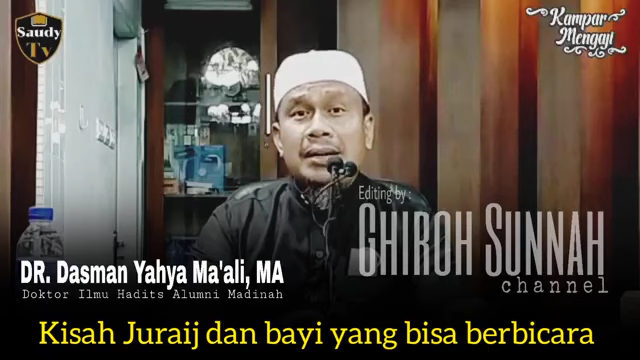 Saudy
Tv
Kampar
Mengaji
Editing by :
GHIROH SUNNAH
channel
DR. Dasman Yahya Ma'ali, MA
Doktor Ilmu Hadits Alumni Madinah
Kisah Juraij dan bayi yang bisa berbicara